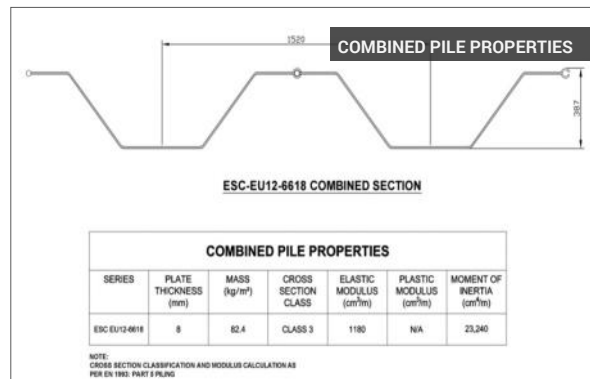 1520
COMBINED PILE PROPERTIES
387
ESC-EU12-6618 COMBINED SECTION
COMBINED PILE PROPERTIES
SERIES PLATE THICKNESS (mm) MASS (kg/m²) CROSS SECTION CLASS ELASTIC MODULUS (cm³/m) PLASTIC MODULUS (cm³/m) MOMENT OF INERTIA (cm⁴/m)
ESC EU12-6618 8 82.4 CLASS 3 1180 N/A 23,240
NOTE:
CROSS SECTION CLASSIFICATION AND MODULUS CALCULATION AS
PER EN 1993: PART 5 PILING